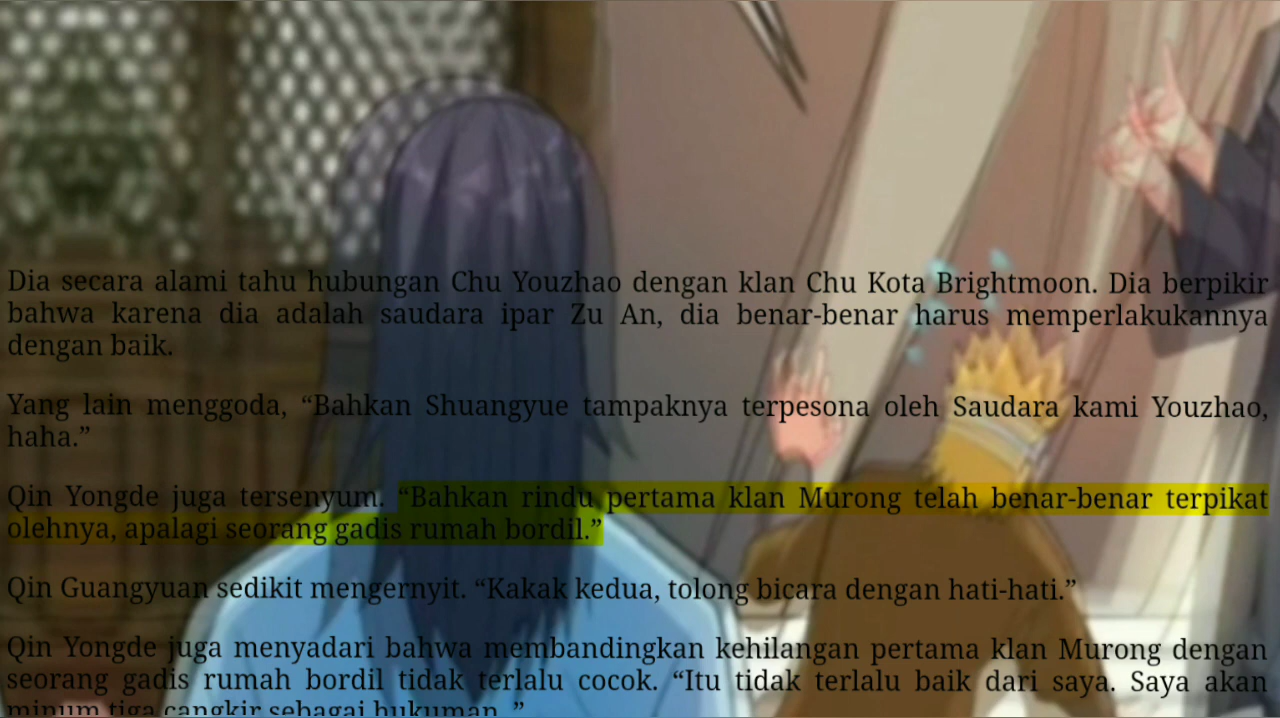 Dia secara alami tahu hubungan Chu Youzhao dengan klan Chu Kota Brightmoon. Dia berpikir
bahwa karena dia adalah saudara ipar Zu An, dia benar-benar harus memperlakukannya
dengan baik.
Yang lain menggoda, “Bahkan Shuangyue tampaknya terpesona oleh Saudara kami Youzhao,
haha.”
Qin Yongde juga tersenyum. “Bahkan rindu pertama klan Murong telah benar-benar terpikat
olehnya, apalagi seorang gadis rumah bordil.”
Qin Guangyuan sedikit mengernyit. “Kakak kedua, tolong bicara dengan hati-hati.”
Qin Yongde juga menyadari bahwa membandingkan kehilangan pertama klan Murong dengan
seorang gadis rumah bordil tidak terlalu cocok. “Itu tidak terlalu baik dari saya. Saya akan
minum tiga cangkir sebagai hukuman. ”